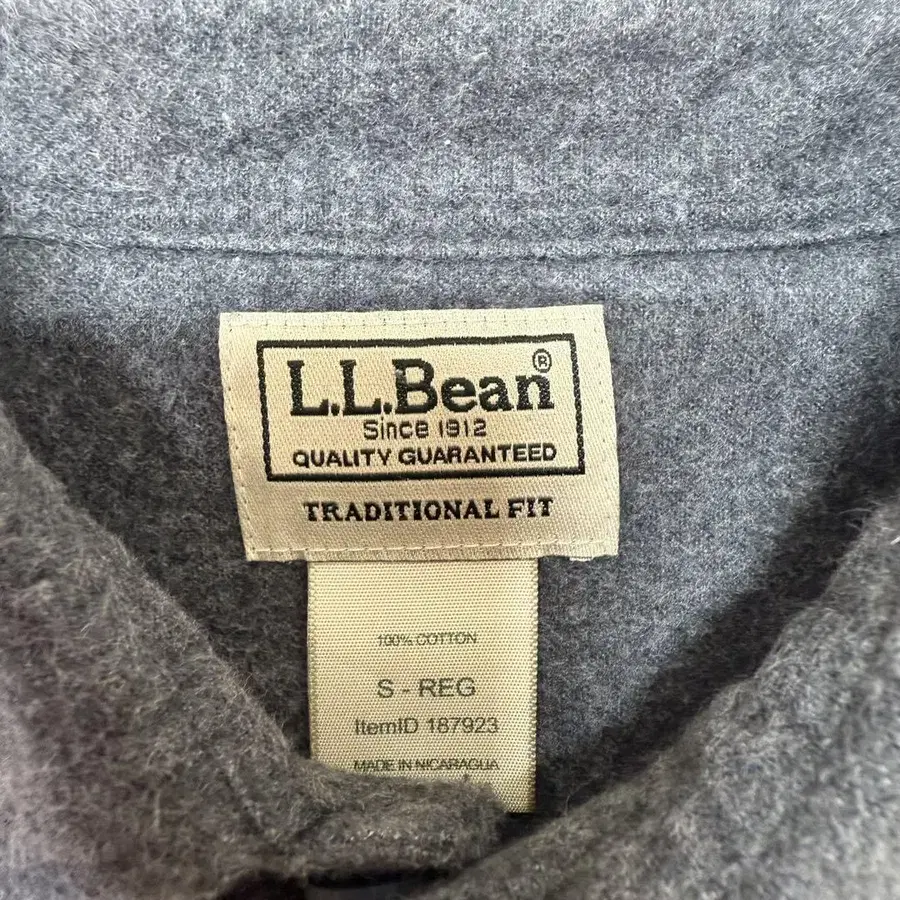 L.L.Bean®
Since 1912
QUALITY GUARANTEED
TRADITIONAL FIT
100% COTTON
S - REG
ItemID 187923
MADE IN NICARAGUA